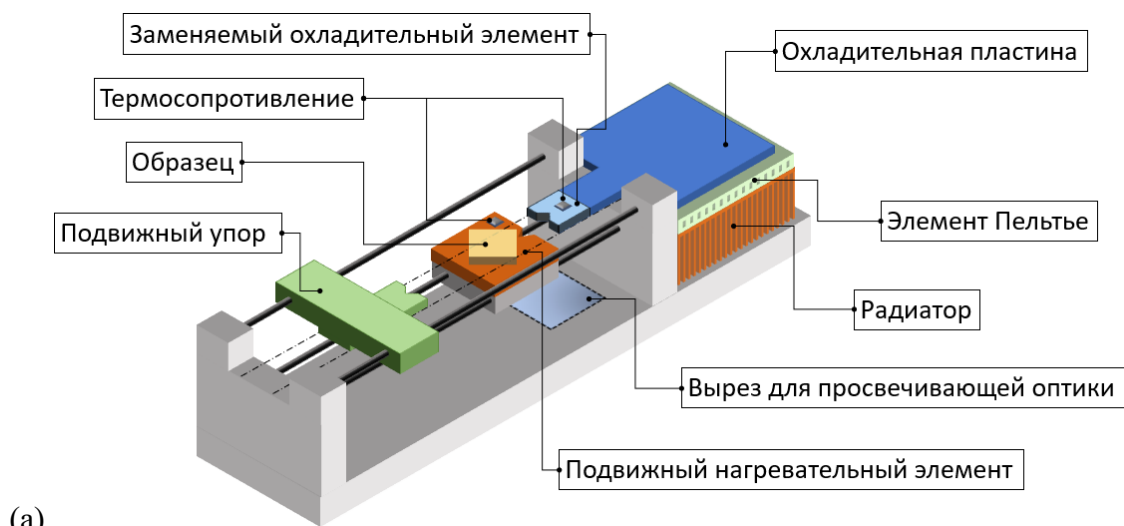 Заменяемый охладительный элемент
Охладительная пластина
Термосопротивление
Образец
Элемент Пельтье
Подвижный упор
Радиатор
Вырез для просвечивающей оптики
Подвижный нагревательный элемент
(а)